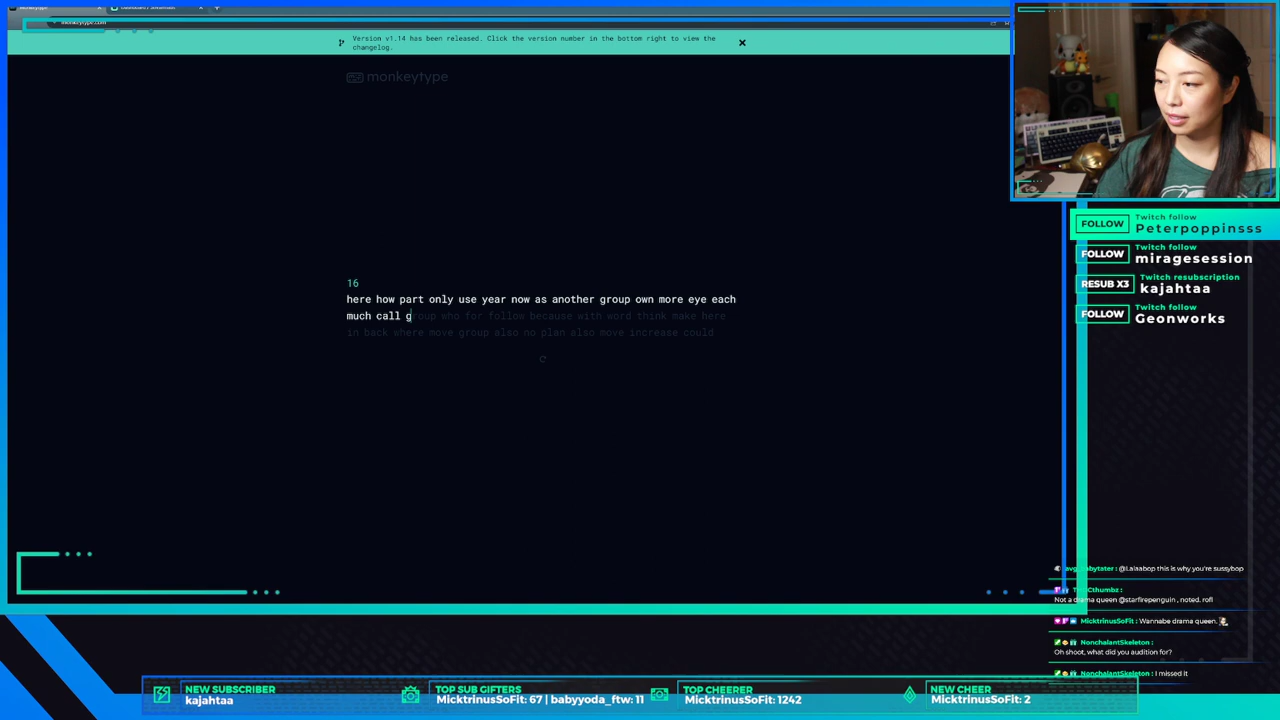 monkeytype.com
Version v1.14 has been released. Click the version number in the bottom right to view the
changelog.
monkeytype
16
here how part only use year now as another group own more eye each
much call group who for follow because with word think make here
in back where move group also no plan also move increase could
FOLLOW
Twitch follow
Peterpoppinsss
FOLLOW
Twitch follow
miragesession
RESUB X3
Twitch resubscription
kajahtaa
FOLLOW
Twitch follow
Geonworks
@Lalaabop this is why you're sussybop
Not a drama queen @starfirepenguin , noted. rofl
MicktrinusSoFit : Wannabe drama queen.
NonchalantSkeleton :
Oh shoot, what did you audition for?
NonchalantSkeleton : I missed it
NEW SUBSCRIBER
kajahtaa
TOP SUB GIFTERS
MicktrinusSoFit: 67 | babyyoda_ftw: 11
TOP CHEERER
MicktrinusSoFit: 1242
NEW CHEER
MicktrinusSoFit: 2